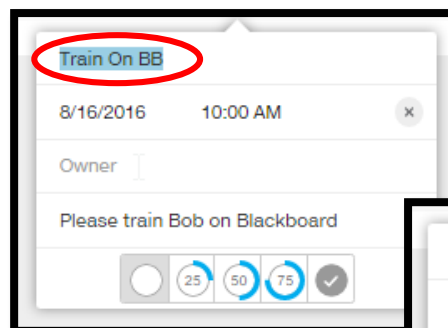 Train On BB
8/16/2016 10:00 AM
Owner
Please train Bob on Blackboard
25 50 75